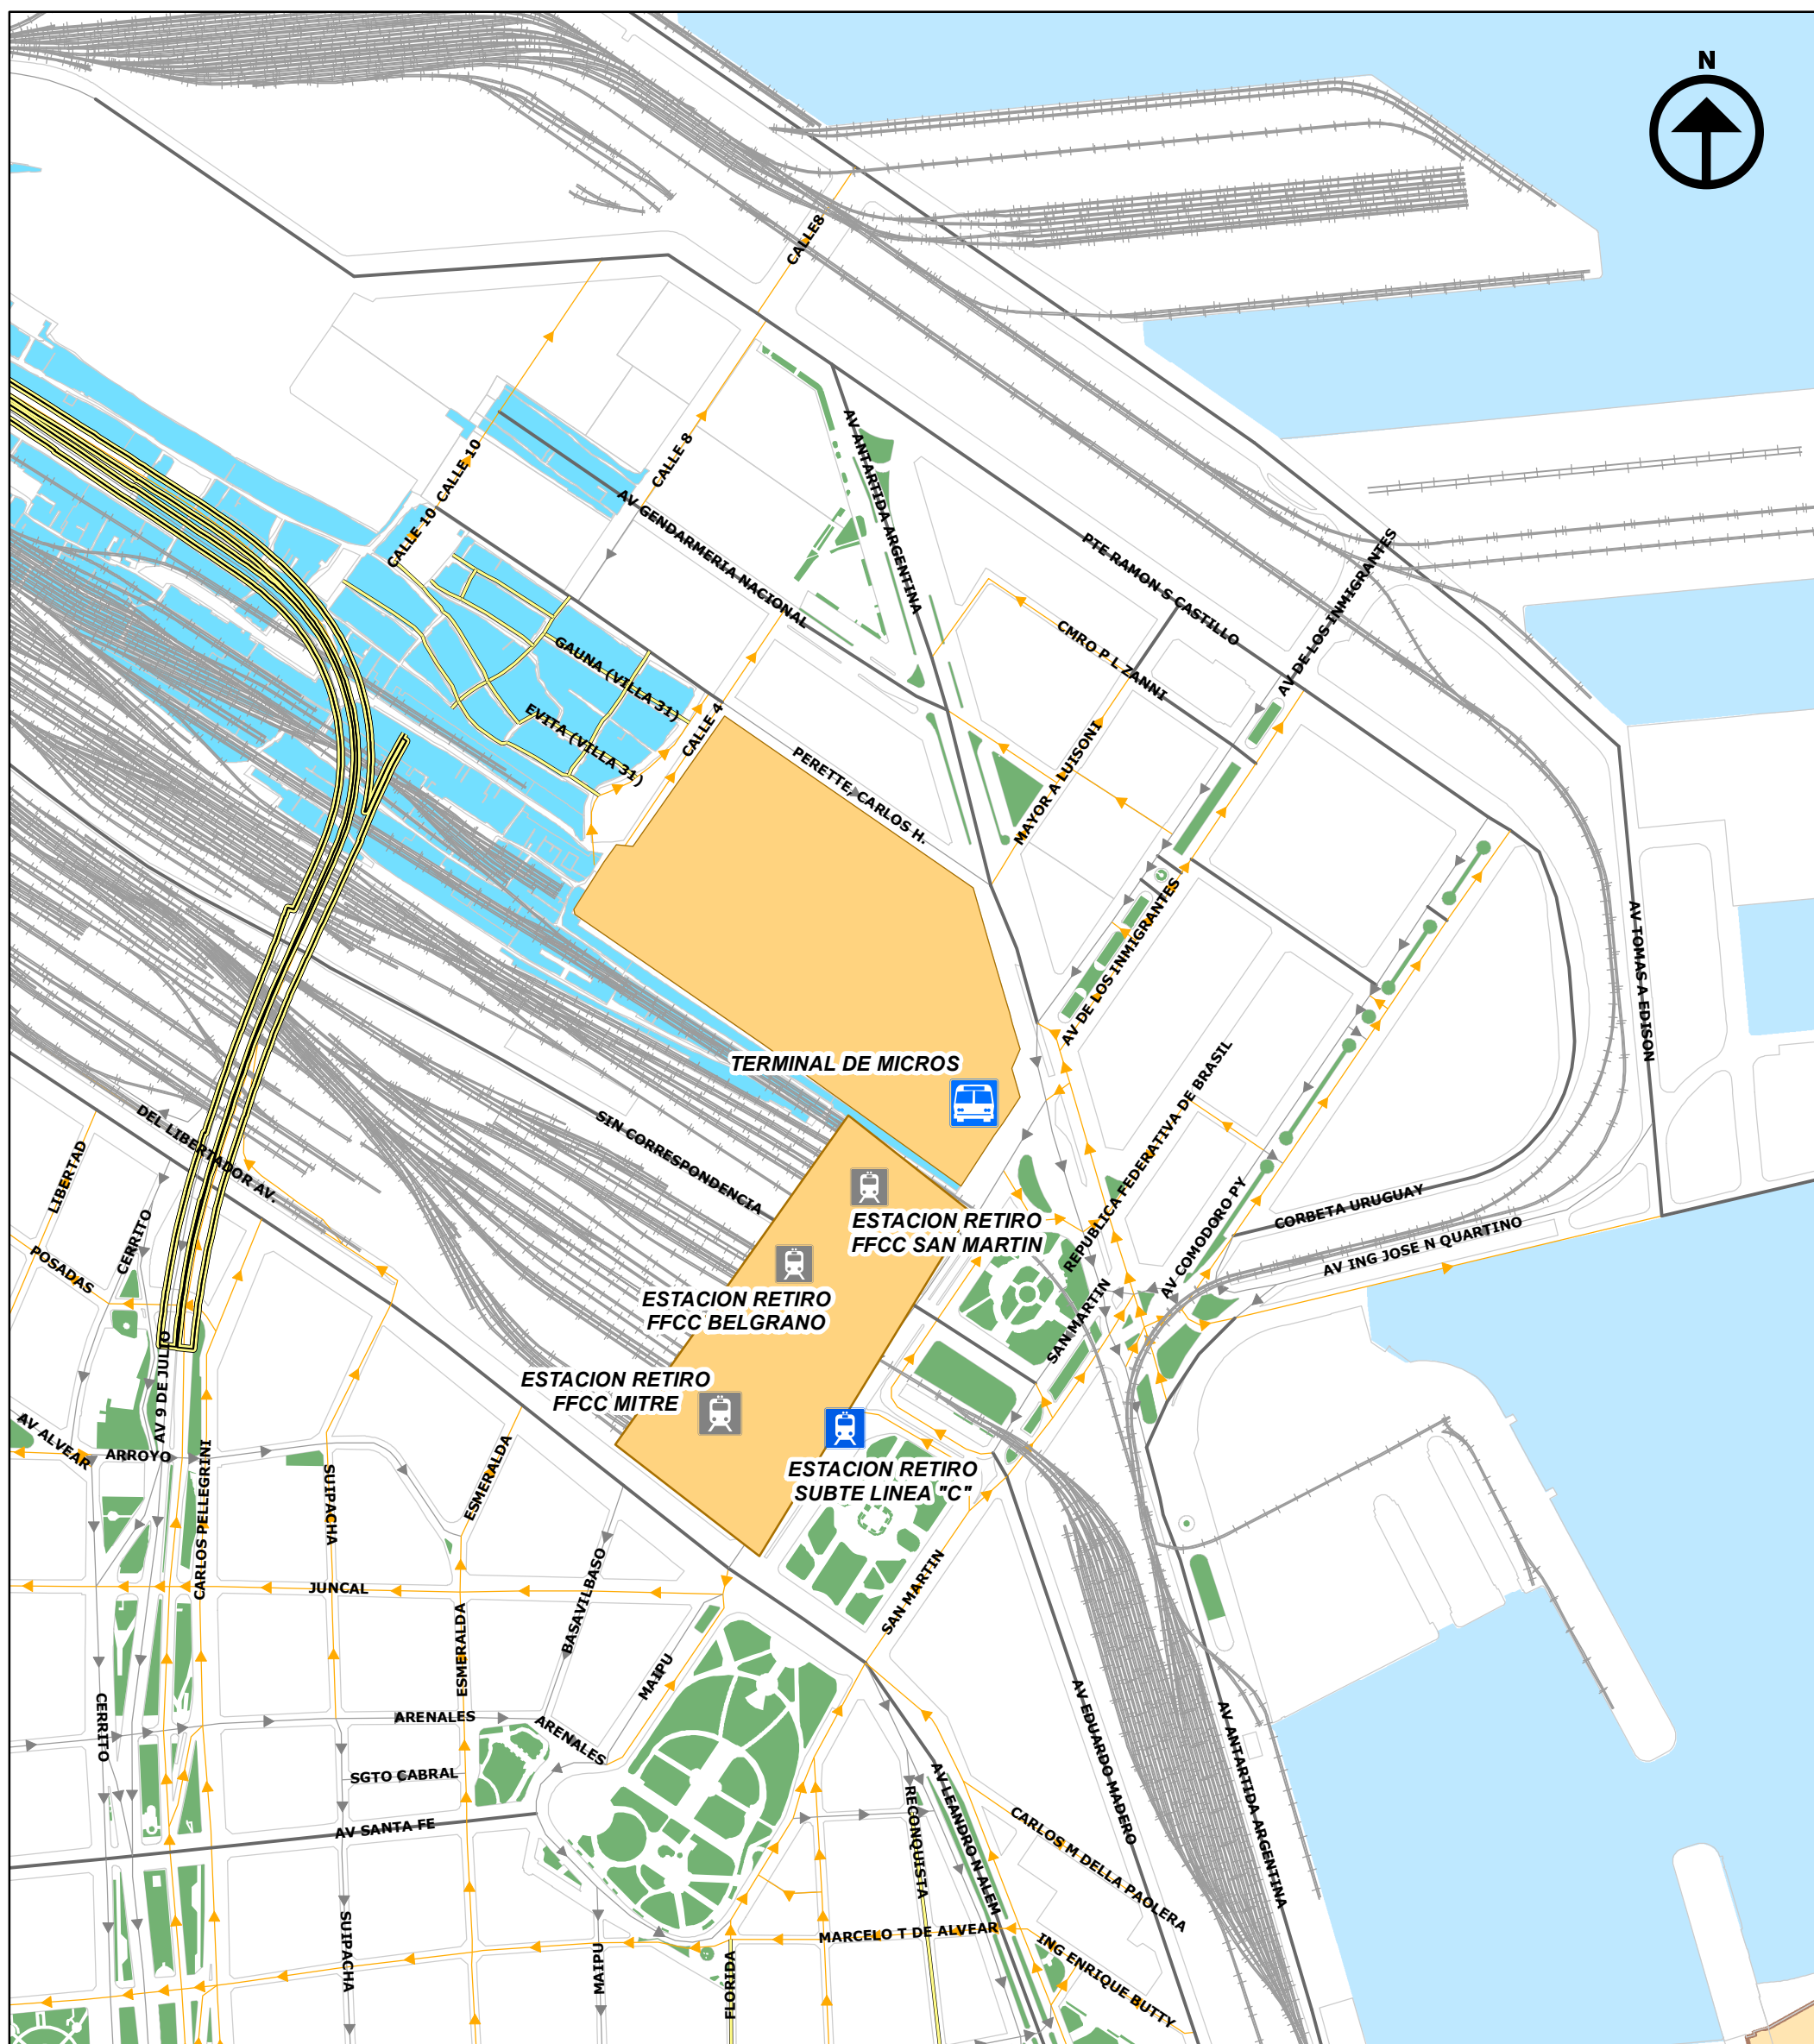 N
CALLE8
CALLE 10
CALLE 10
CALLE 8
AV GENDARMERIA NACIONAL
AV ANTARTIDA ARGENTINA
PTE RAMON S CASTILLO
AV DE LOS INMIGRANTES
CMRO P L ZANNI
GAUNA (VILLA 31)
EVITA (VILLA 31)
CALLE 4
PERETTE, CARLOS H.
MAYOR A LUISONI
AV DE LOS INMIGRANTES
AV TOMAS A EDISON
TERMINAL DE MICROS
SIN CORRESPONDENCIA
DEL LIBERTADOR AV.
LIBERTAD
CERRITO
POSADAS
REPUBLICA FEDERATIVA DE BRASIL
AV COMODORO PY
CORBETA URUGUAY
AV ING JOSE N QUARTINO
ESTACION RETIRO
FFCC SAN MARTIN
ESTACION RETIRO
FFCC BELGRANO
SAN MARTIN
ESTACION RETIRO
FFCC MITRE
AV 9 DE JULIO
AV ALVEAR
ARROYO
CARLOS PELLEGRINI
SUIPACHA
ESMERALDA
ESTACION RETIRO
SUBTE LINEA "C"
JUNCAL
BASAVILBASO
SAN MARTIN
ESMERALDA
MAIPU
CERRITO
ARENALES
ARENALES
SGTO CABRAL
AV SANTA FE
AV EDUARDO MADERO
AV ANTARTIDA ARGENTINA
RECONQUISTA
AV LEANDRO N ALEM
CARLOS M DELLA PAOLERA
SUIPACHA
MAIPU
FLORIDA
MARCELO T DE ALVEAR
ING ENRIQUE BUTTY